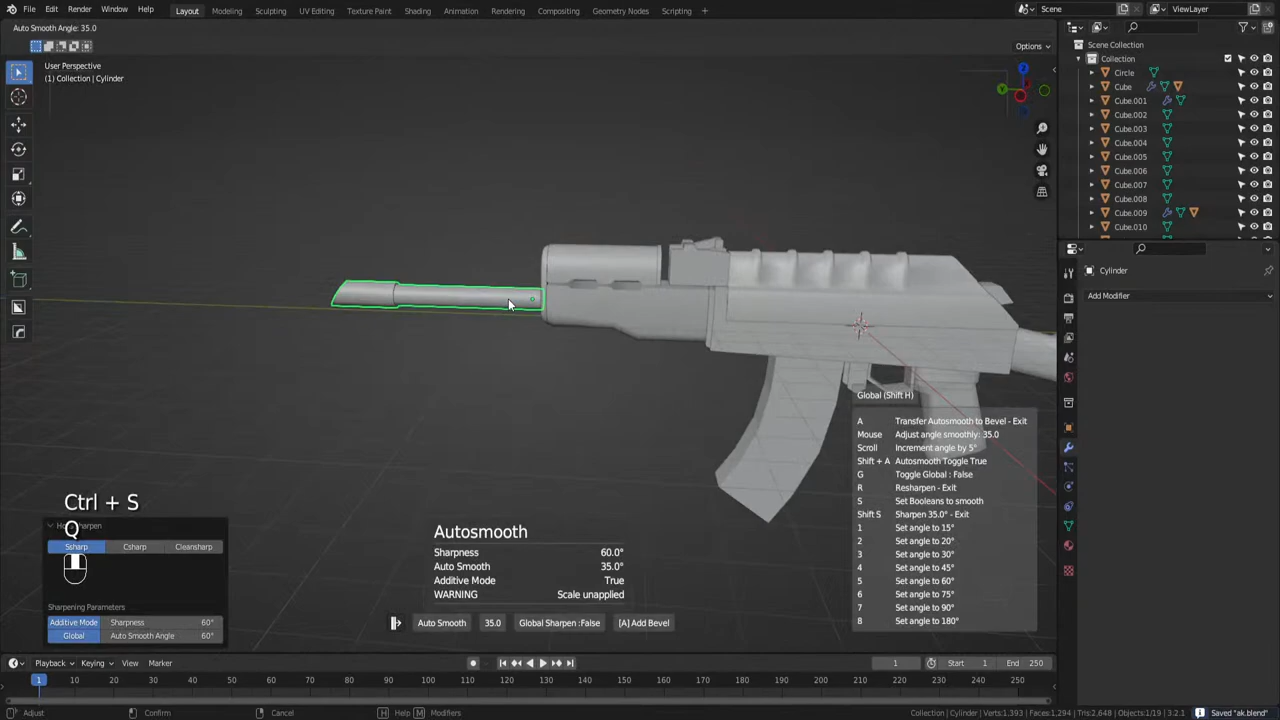 File Edit Render Window Help Layout Modeling Sculpting UV Editing Texture Paint Shading Animation Rendering Compositing Geometry Nodes Scripting + Scene ViewLayer
Auto Smooth Angle: 35.0
Options
User Perspective
(1) Collection | Cylinder
Scene Collection
Collection
Circle
Cube
Cube.001
Cube.002
Cube.003
Cube.004
Cube.005
Cube.006
Cube.007
Cube.008
Cube.009
Cube.010
Cylinder
Add Modifier
Global (Shift H)
A Transfer Autosmooth to Bevel - Exit
Mouse Adjust angle smoothly: 35.0
Scroll Increment angle by 5°
Shift + A Autosmooth Toggle True
G Toggle Global : False
R Resharpen - Exit
S Set Booleans to smooth
Shift S Sharpen 35.0° - Exit
1 Set angle to 15°
2 Set angle to 20°
3 Set angle to 30°
4 Set angle to 45°
5 Set angle to 60°
6 Set angle to 75°
7 Set angle to 90°
8 Set angle to 180°
Ctrl + S
Q
Sharpen
Ssharp Csharp Cleansharp
Sharpening Parameters
Additive Mode Sharpness 60°
Global Auto Smooth Angle 60°
Autosmooth
Sharpness 60.0°
Auto Smooth 35.0°
Additive Mode True
WARNING Scale unapplied
Auto Smooth 35.0 Global Sharpen :False [A] Add Bevel
Playback Keying View Marker 1 Start 1 End 250
1 10 20 30 40 50 60 70 80 90 100 110 120 130 140 150 160 170 180 190 200 210 220 230 240 250
Adjust Confirm Cancel H Help M Modifiers Collection | Cylinder | Verts:1,393 | Faces:1,294 | Tris:2,648 | Objects:1/19 | 3.2.1 Saved "ak.blend"